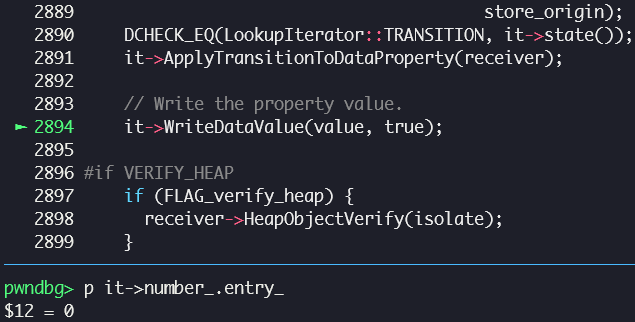 2889 store_origin);
2890 DCHECK_EQ(LookupIterator::TRANSITION, it->state());
2891 it->ApplyTransitionToDataProperty(receiver);
2892
2893 // Write the property value.
► 2894 it->WriteDataValue(value, true);
2895
2896 #if VERIFY_HEAP
2897 if (FLAG_verify_heap) {
2898 receiver->HeapObjectVerify(isolate);
2899 }
pwndbg> p it->number_.entry_
$12 = 0